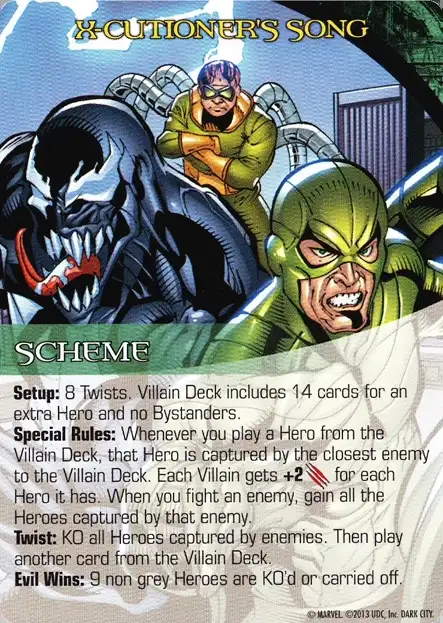 X-CUTIONER'S SONG
SCHEME
Setup: 8 Twists. Villain Deck includes 14 cards for an
extra Hero and no Bystanders.
Special Rules: Whenever you play a Hero from the
Villain Deck, that Hero is captured by the closest enemy
to the Villain Deck. Each Villain gets +2 for each
Hero it has. When you fight an enemy, gain all the
Heroes captured by that enemy.
Twist: KO all Heroes captured by enemies. Then play
another card from the Villain Deck.
Evil Wins: 9 non grey Heroes are KO'd or carried off.
© MARVEL. ©2013 UDC, Inc. DARK CITY.